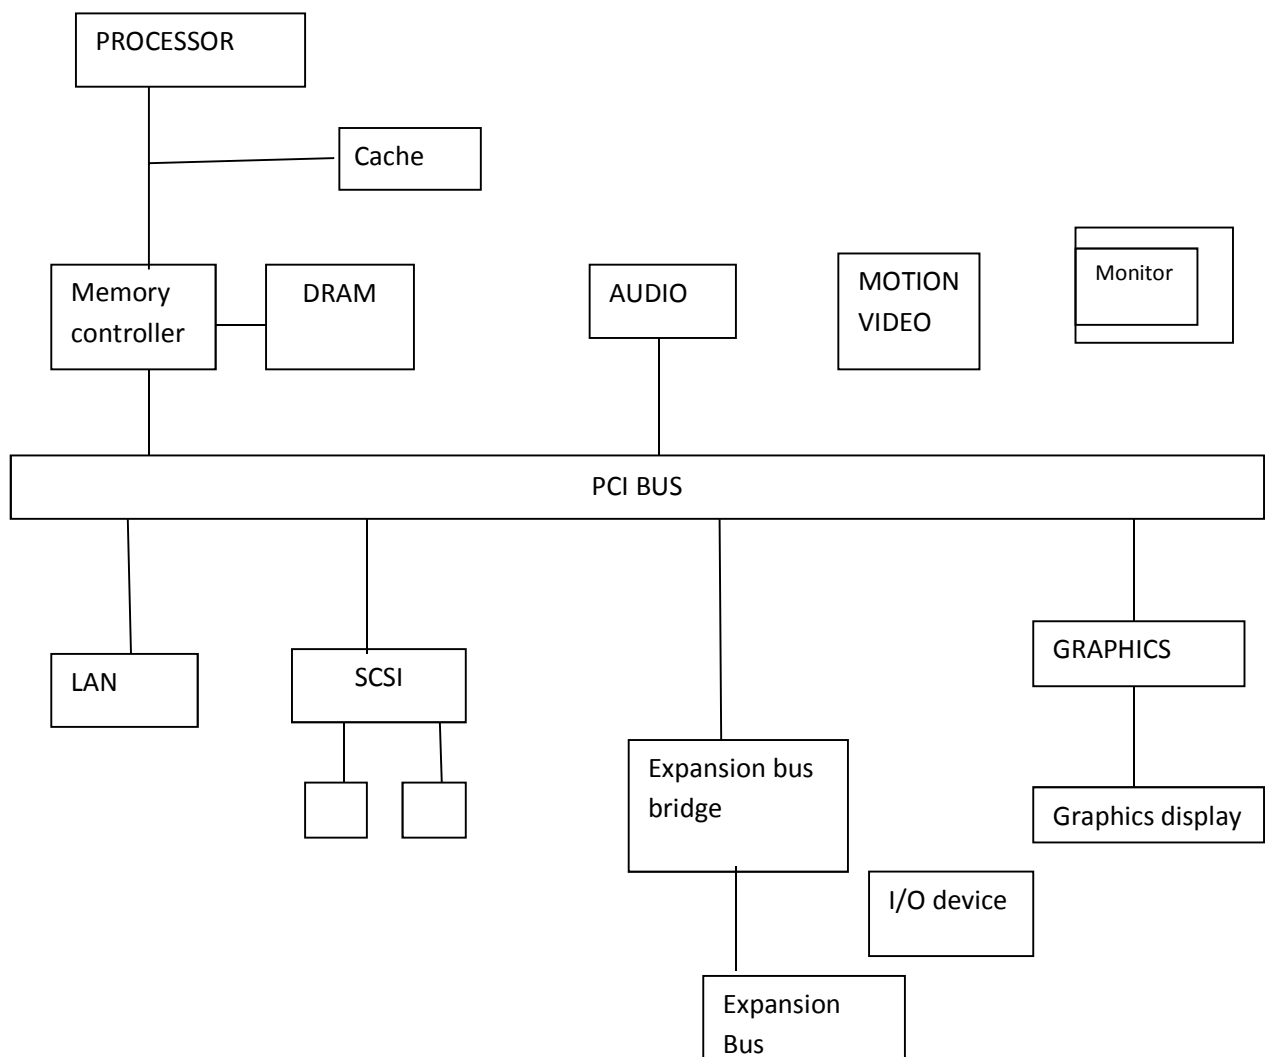 PROCESSOR
Cache
Memory
controller
DRAM
AUDIO
MOTION
VIDEO
Monitor
PCI BUS
LAN
SCSI
GRAPHICS
Expansion bus
bridge
Graphics display
I/O device
Expansion
Bus